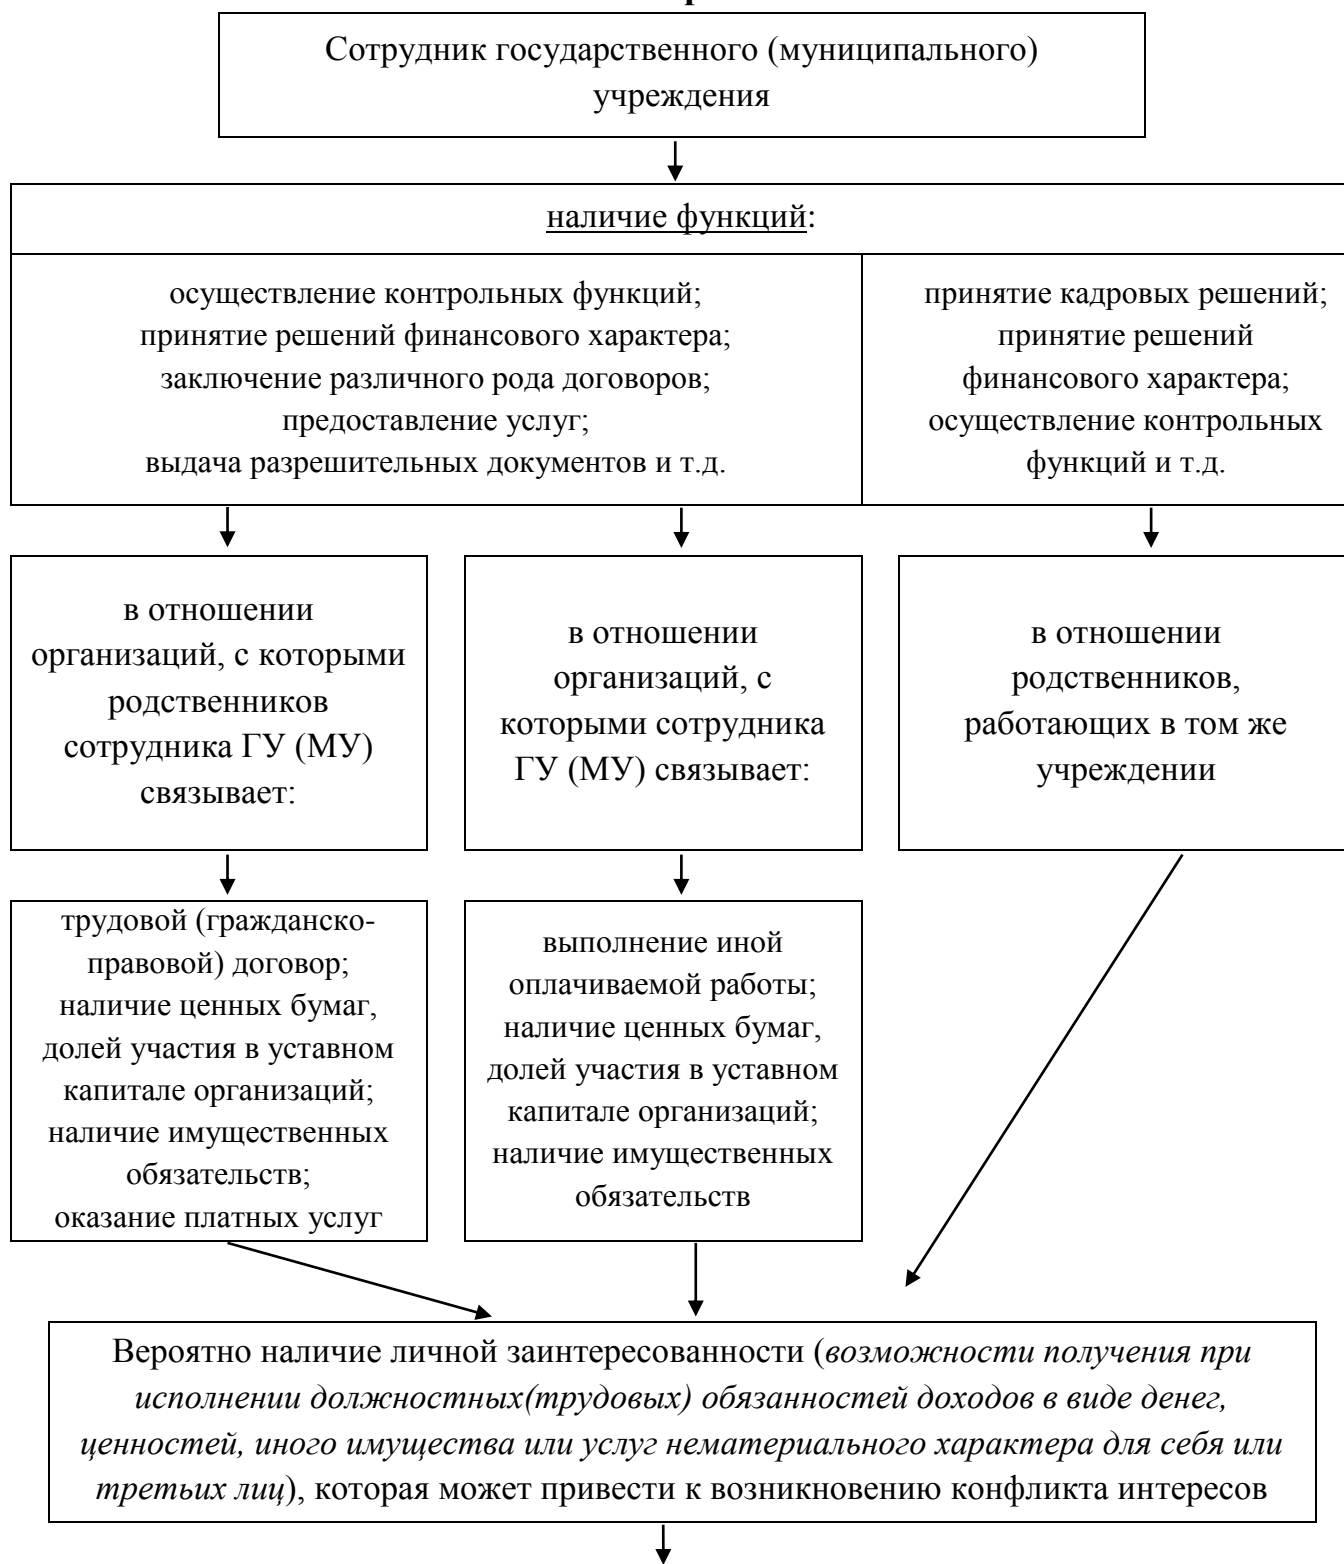 Сотрудник государственного (муниципального)
учреждения
наличие функций:
осуществление контрольных функций;
принятие решений финансового характера;
заключение различного рода договоров;
предоставление услуг;
выдача разрешительных документов и т.д.
принятие кадровых решений;
принятие решений
финансового характера;
осуществление контрольных
функций и т.д.
в отношении
организаций, с которыми
родственников
сотрудника ГУ (МУ)
связывает:
в отношении
организаций, с
которыми сотрудника
ГУ (МУ) связывает:
в отношении
родственников,
работающих в том же
учреждении
трудовой (гражданско-
правовой) договор;
наличие ценных бумаг,
долей участия в уставном
капитале организаций;
наличие имущественных
обязательств;
оказание платных услуг
выполнение иной
оплачиваемой работы;
наличие ценных бумаг,
долей участия в уставном
капитале организаций;
наличие имущественных
обязательств
Вероятно наличие личной заинтересованности (возможности получения при
исполнении должностных(трудовых) обязанностей доходов в виде денег,
ценностей, иного имущества или услуг нематериального характера для себя или
третьих лиц), которая может привести к возникновению конфликта интересов